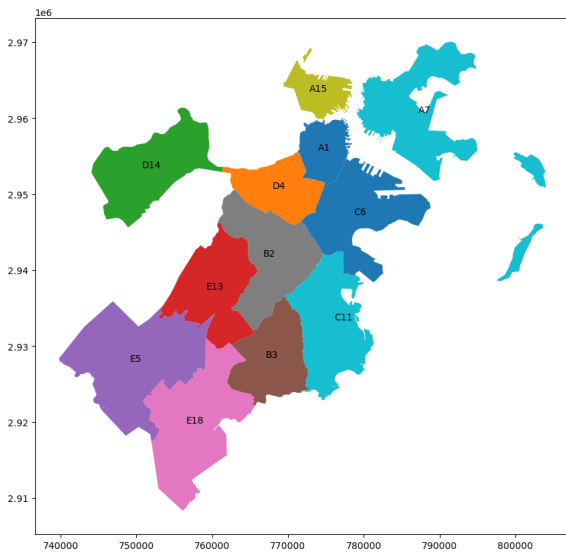 1e6
2.97
A15
A7
2.96
A1
D14
2.95
D4
C6
2.94
B2
E13
C11
2.93
E5
B3
2.92
E18
2.91
740000 750000 760000 770000 780000 790000 800000